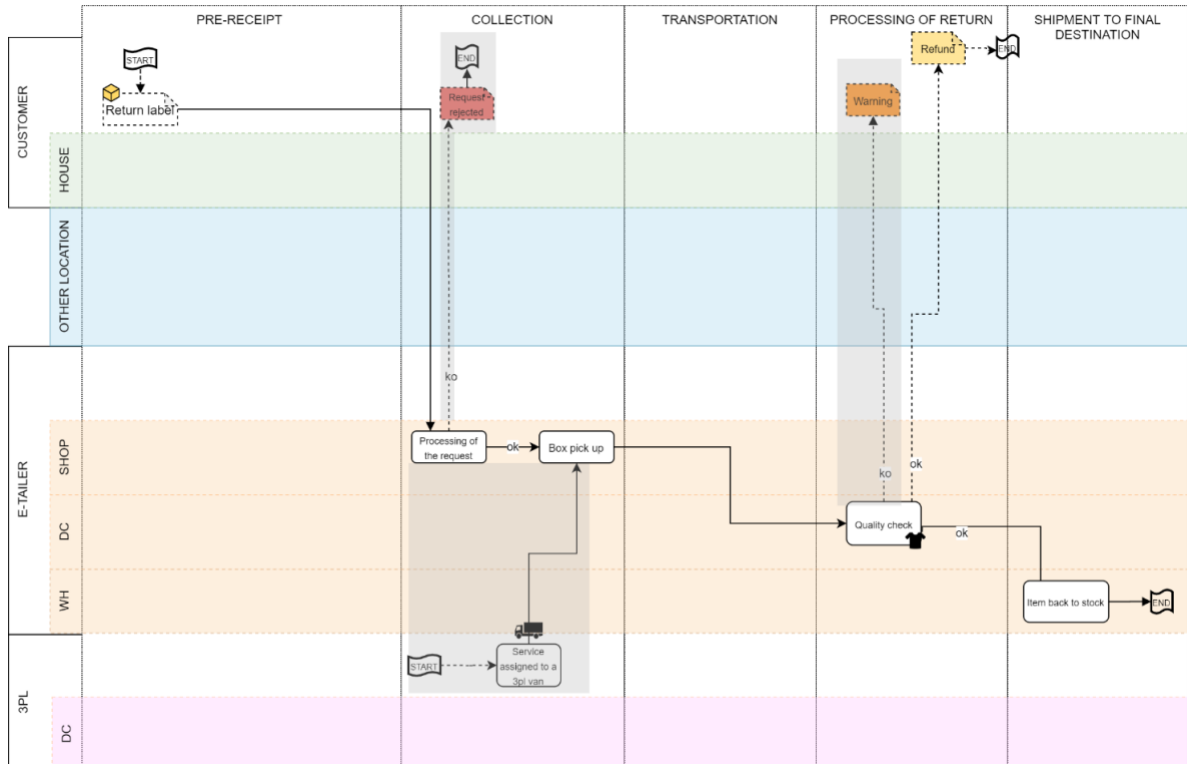 PRE-RECEIPT
COLLECTION
TRANSPORTATION
PROCESSING OF RETURN
SHIPMENT TO FINAL
DESTINATION
CUSTOMER
HOUSE
OTHER LOCATION
E-TAILER
SHOP
DC
WH
3PL
DC
START
Return label
END
Request
rejected
Refund
END
Warning
ko
Processing of
the request
ok
Box pick up
ko
ok
Quality check
ok
Item back to stock
END
START
Service
assigned to a
3pl van